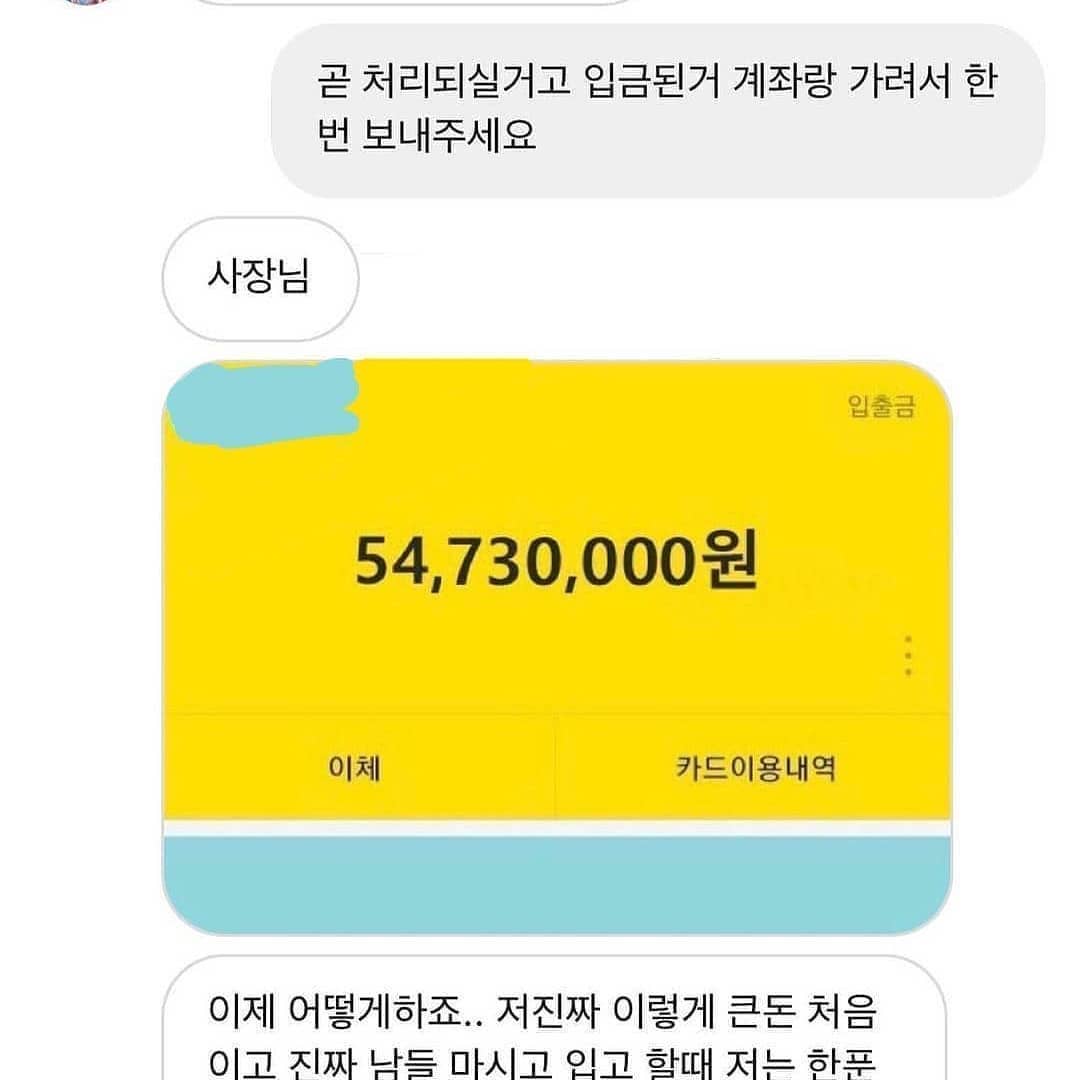 곧 처리되실거고 입금된거 계좌랑 가려서 한
번 보내주세요
사장님
입출금
54,730,000원
이체
카드이용내역
이제 어떻게하죠.. 저진짜 이렇게 큰돈 처음
이고 진짜 남들 마시고 입고 할때 저는 한푼